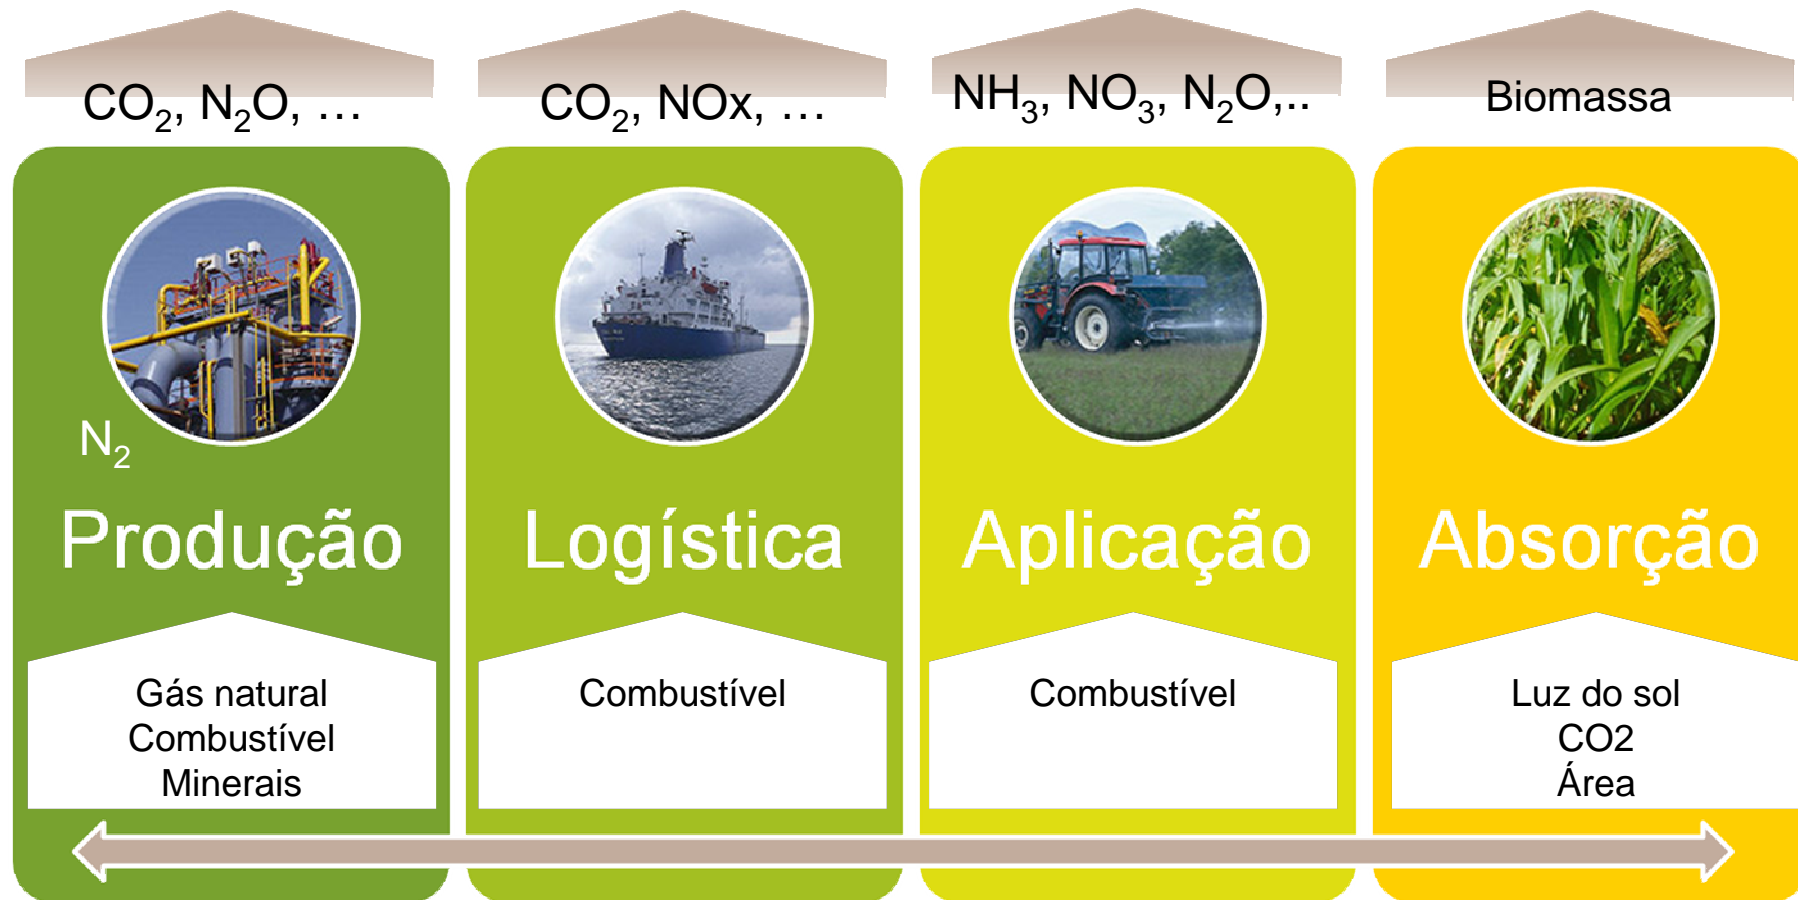 CO₂, N₂O, …
CO₂, NOx, …
NH₃, NO₃, N₂O,..
Biomassa
N₂
Produção
Logística
Aplicação
Absorção
Gás natural
Combustível
Minerais
Combustível
Combustível
Luz do sol
CO2
Área